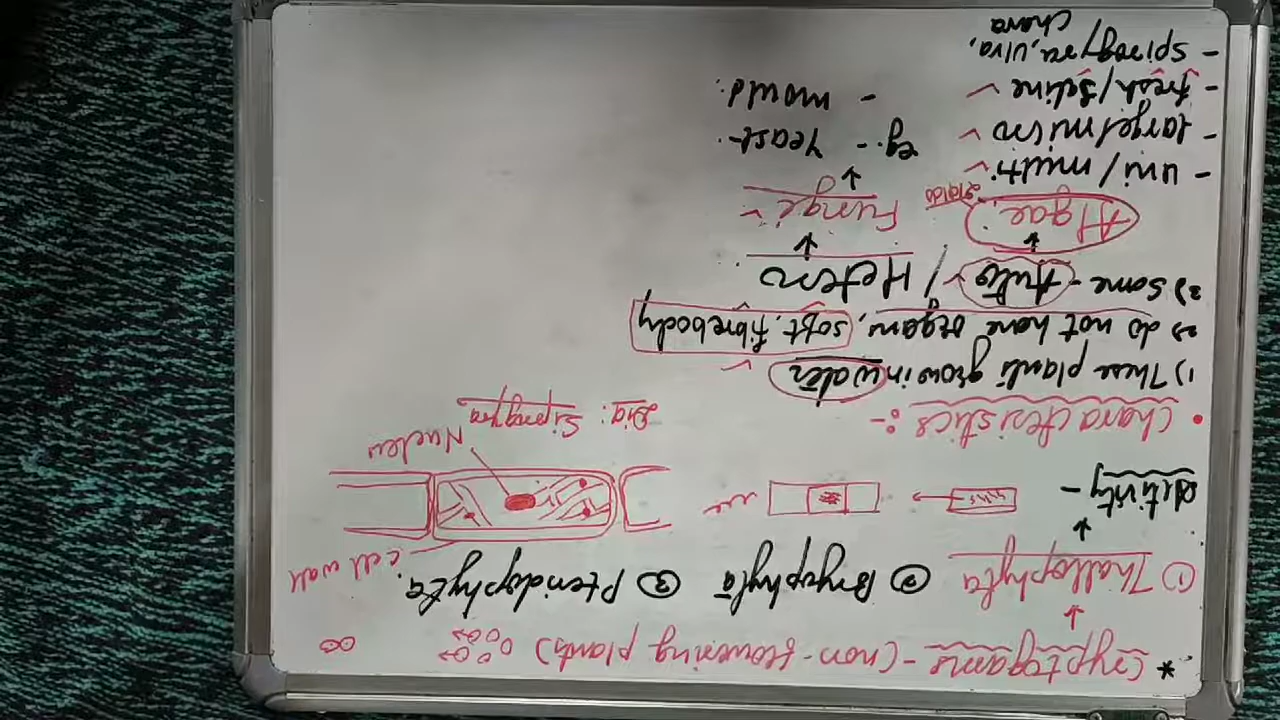 * Cryptogams - (non-flowering plants)
① Thallophyta ② Bryophyta ③ Pteridophyta.
cell wall
Activity -
Nucleus
Dig: Sipogyra
• Characteristics :-
1) These plants grow in water
2) do not have organs, soft, fibrebody
3) Some - Auto / Hetero
Algae Fungi
- uni/multi eg:- Yeast.
- large/micro - mould.
- fresh/Saline
- Spirogyra, Ulva,
Chara